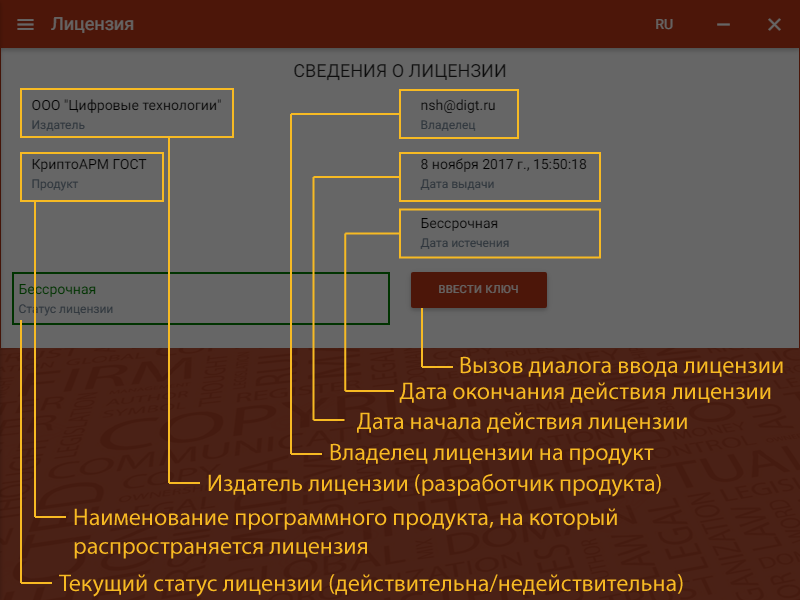 Лицензия
RU
СВЕДЕНИЯ О ЛИЦЕНЗИИ
ООО "Цифровые технологии"
Издатель
nsh@digt.ru
Владелец
КриптоАРМ ГОСТ
Продукт
8 ноября 2017 г., 15:50:18
Дата выдачи
Бессрочная
Дата истечения
Бессрочная
Статус лицензии
ВВЕСТИ КЛЮЧ
Вызов диалога ввода лицензии
Дата окончания действия лицензии
Дата начала действия лицензии
Владелец лицензии на продукт
Издатель лицензии (разработчик продукта)
Наименование программного продукта, на который
распространяется лицензия
Текущий статус лицензии (действительна/недействительна)